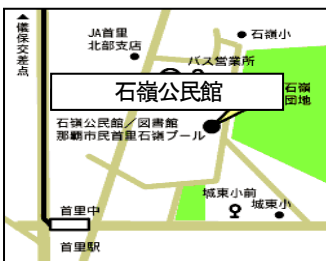 ▲儀保交差点
JA首里
北部支店
石嶺小
バス営業所
石嶺公民館
石嶺
団地
石嶺公民館／図書館
那覇市民首里石嶺プール
城東小前
城東小
首里中
首里駅